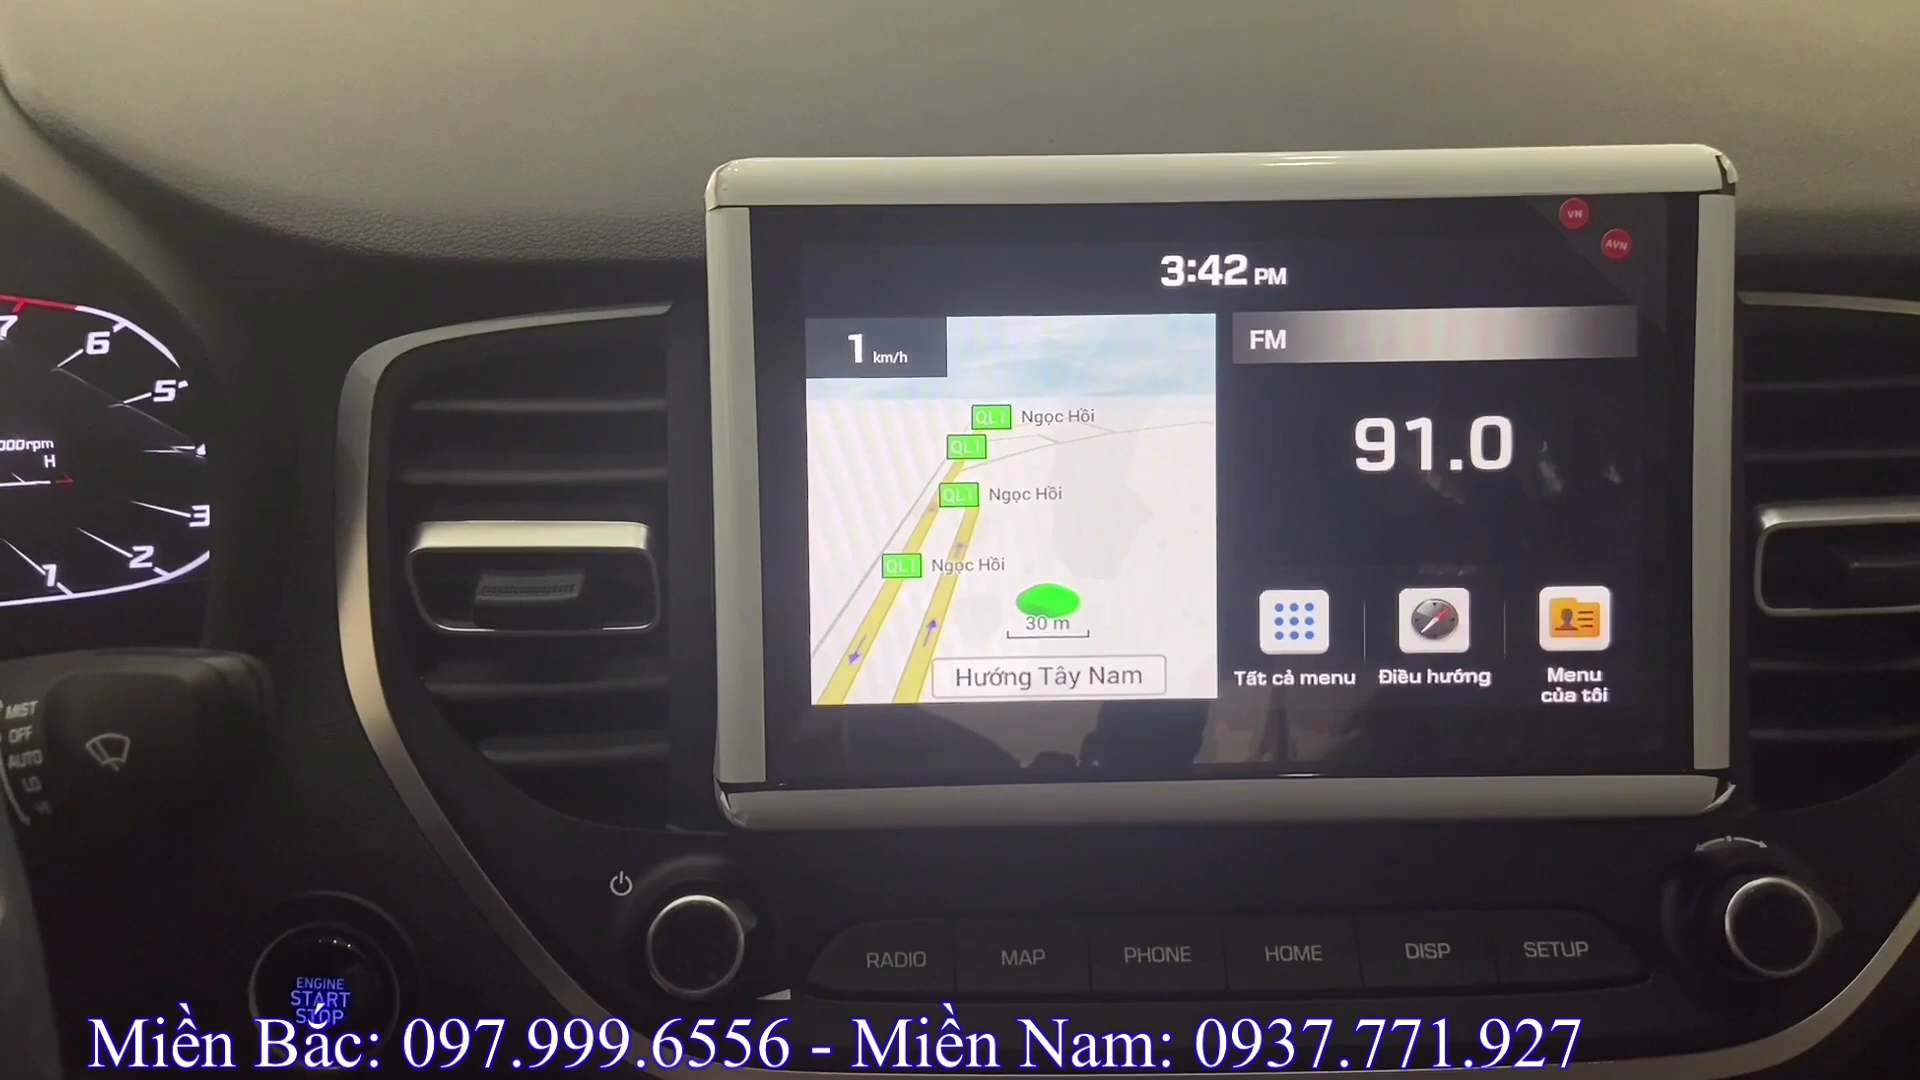 VN
AVN
3:42 PM
1 km/h
FM
QL1 Ngọc Hồi
QL1
91.0
QL1 Ngọc Hồi
QL1 Ngọc Hồi
30 m
Hướng Tây Nam
Tất cả menu
Điều hướng
Menu
của tôi
7
6
5
000rpm
H
3
2
1
MIST
OFF
AUTO
LO
RADIO
MAP
PHONE
HOME
DISP
SETUP
ENGINE
START
STOP
Miền Bắc: 097.999.6556 - Miền Nam: 0937.771.927